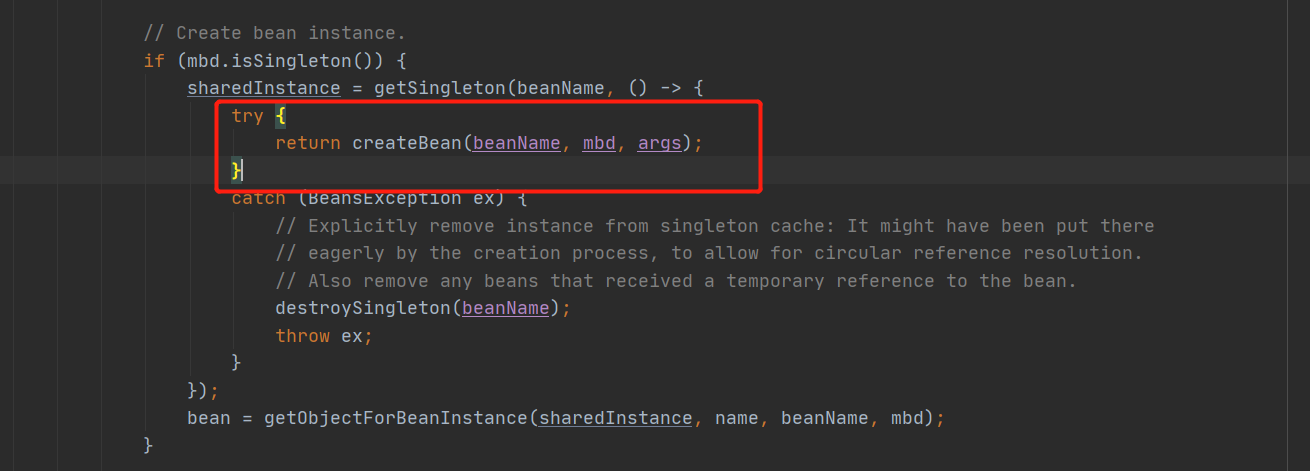 // Create bean instance.
if (mbd.isSingleton()) {
sharedInstance = getSingleton(beanName, () -> {
try {
return createBean(beanName, mbd, args);
}
catch (BeansException ex) {
// Explicitly remove instance from singleton cache: It might have been put there
// eagerly by the creation process, to allow for circular reference resolution.
// Also remove any beans that received a temporary reference to the bean.
destroySingleton(beanName);
throw ex;
}
});
bean = getObjectForBeanInstance(sharedInstance, name, beanName, mbd);
}